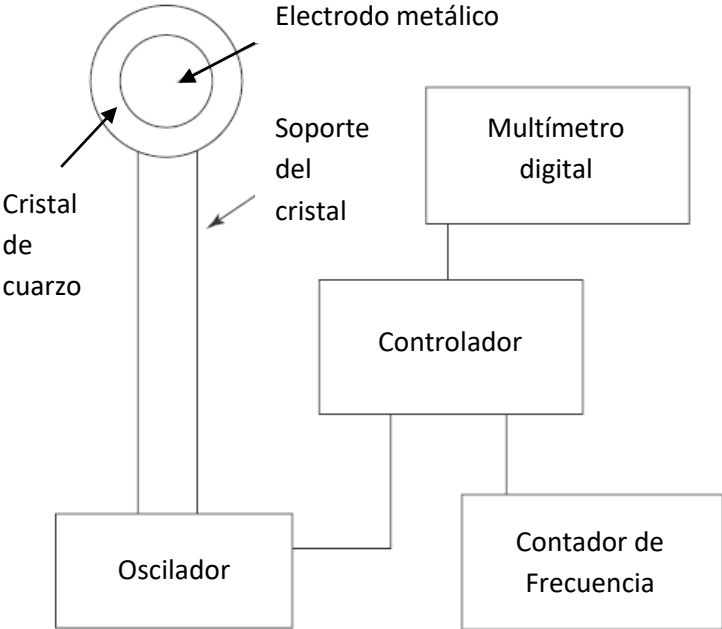 Electrodo metálico
Soporte
del
cristal
Multímetro
digital
Cristal
de
cuarzo
Controlador
Oscilador
Contador de
Frecuencia